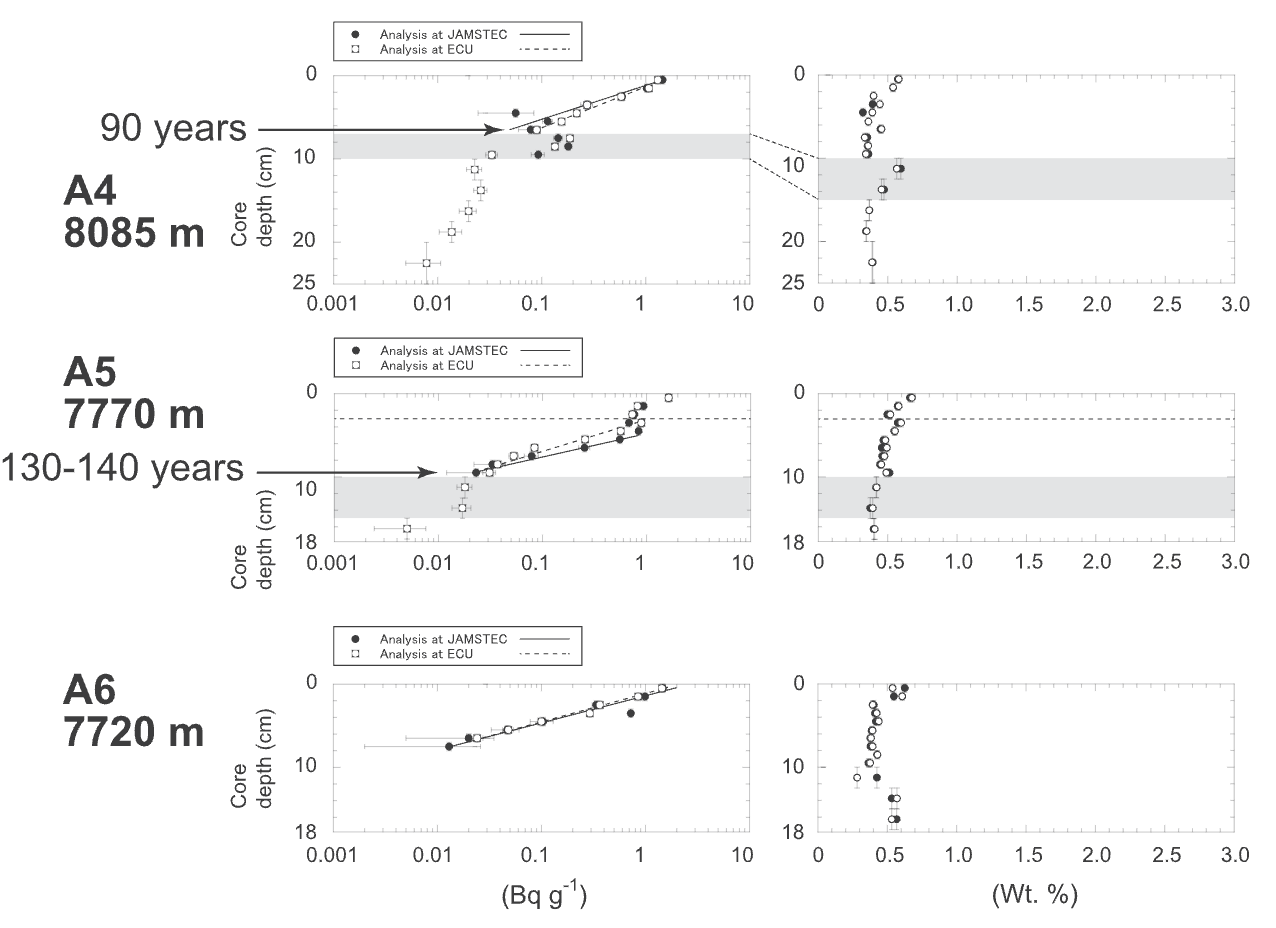 Analysis at JAMSTEC
Analysis at ECU
90 years
A4
8085 m
Core
depth (cm)
0
10
20
25
0.001 0.01 0.1 1 10
0
10
20
25
0 0.5 1.0 1.5 2.0 2.5 3.0
Analysis at JAMSTEC
Analysis at ECU
A5
7770 m
130-140 years
Core
depth (cm)
0
10
18
0.001 0.01 0.1 1 10
0
10
18
0 0.5 1.0 1.5 2.0 2.5 3.0
Analysis at JAMSTEC
Analysis at ECU
A6
7720 m
Core
depth (cm)
0
10
18
0.001 0.01 0.1 1 10
0
10
18
0 0.5 1.0 1.5 2.0 2.5 3.0
(Bq g⁻¹)
(Wt. %)